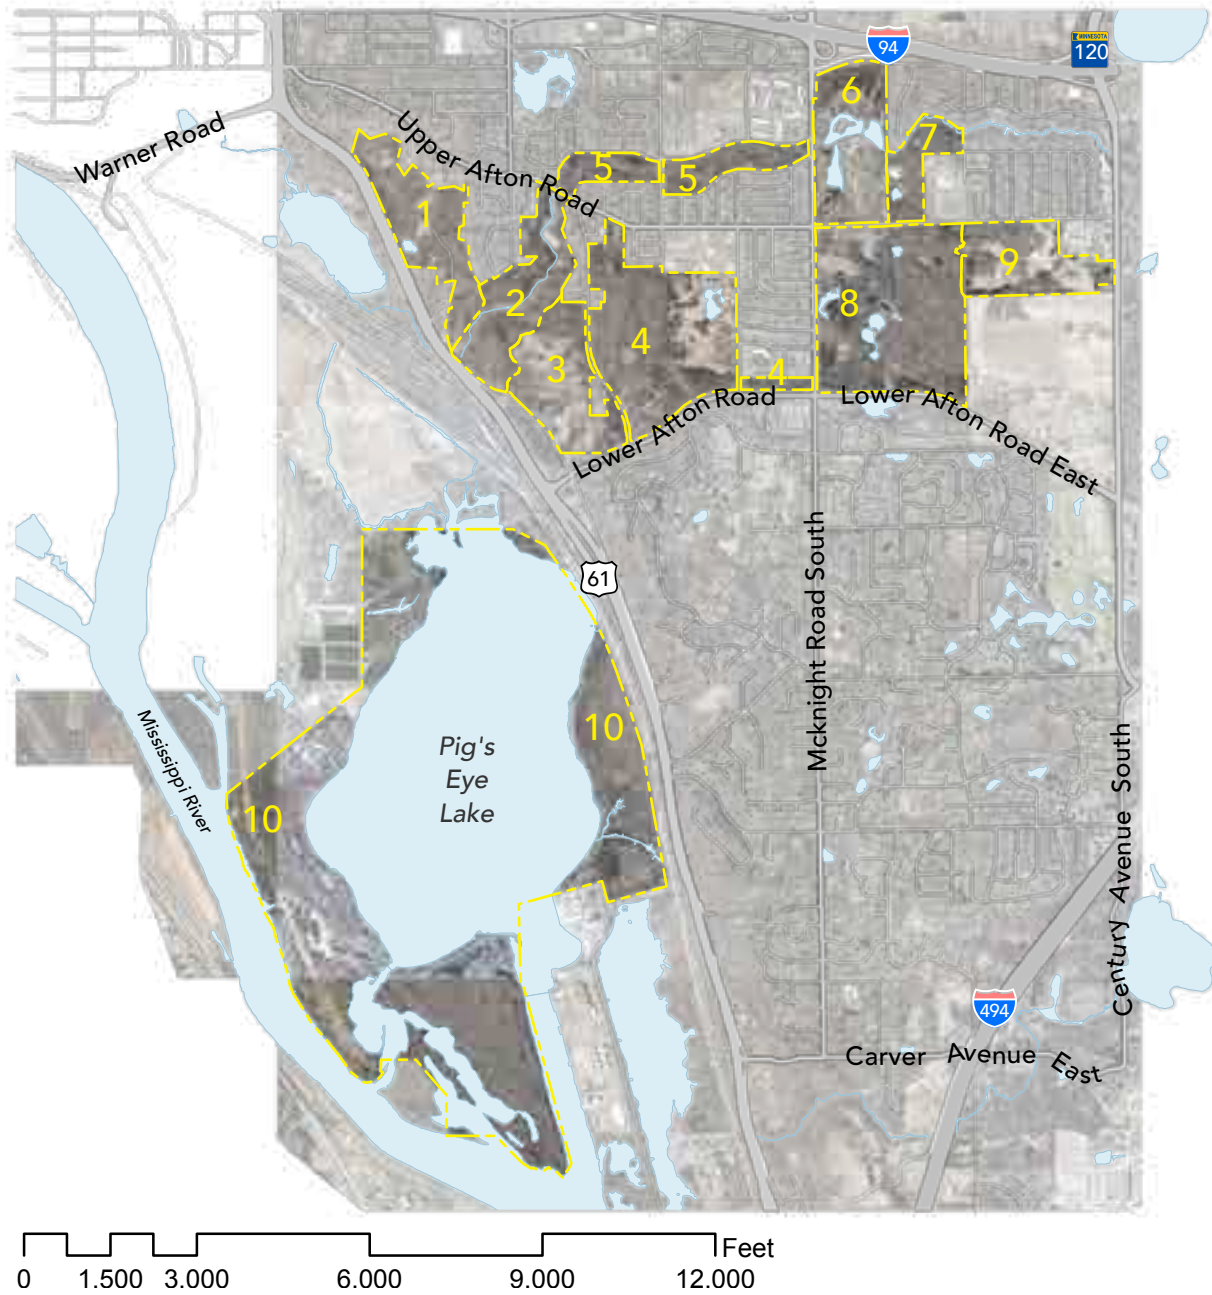 94
MINNESOTA
120
Warner Road
Upper Afton Road
6
7
5
5
1
2
3
4
4
8
9
Lower Afton Road
Lower Afton Road East
61
Mcknight Road South
10
Pig's
Eye
Lake
Mississippi River
10
Century Avenue South
494
Carver Avenue East
Feet
0 1.500 3.000 6.000 9.000 12.000